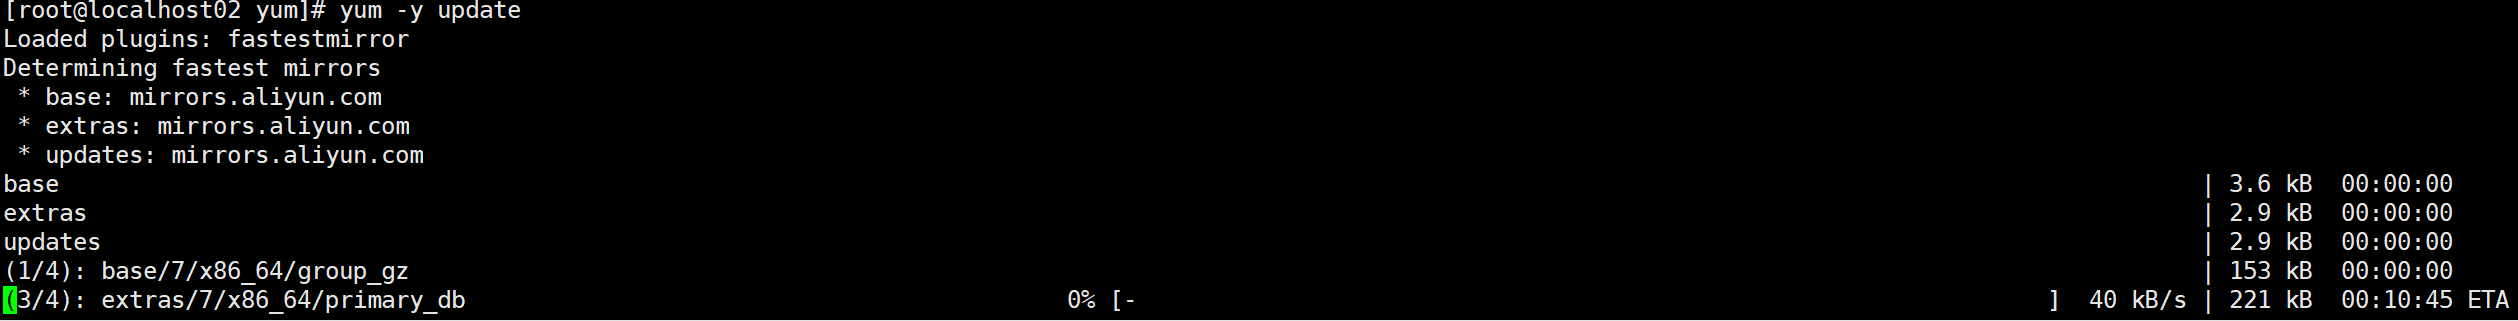 [root@localhost02 yum]# yum -y update
Loaded plugins: fastestmirror
Determining fastest mirrors
 * base: mirrors.aliyun.com
 * extras: mirrors.aliyun.com
 * updates: mirrors.aliyun.com
base | 3.6 kB 00:00:00
extras | 2.9 kB 00:00:00
updates | 2.9 kB 00:00:00
(1/4): base/7/x86_64/group_gz | 153 kB 00:00:00
(3/4): extras/7/x86_64/primary_db 0% [- ] 40 kB/s | 221 kB 00:10:45 ETA